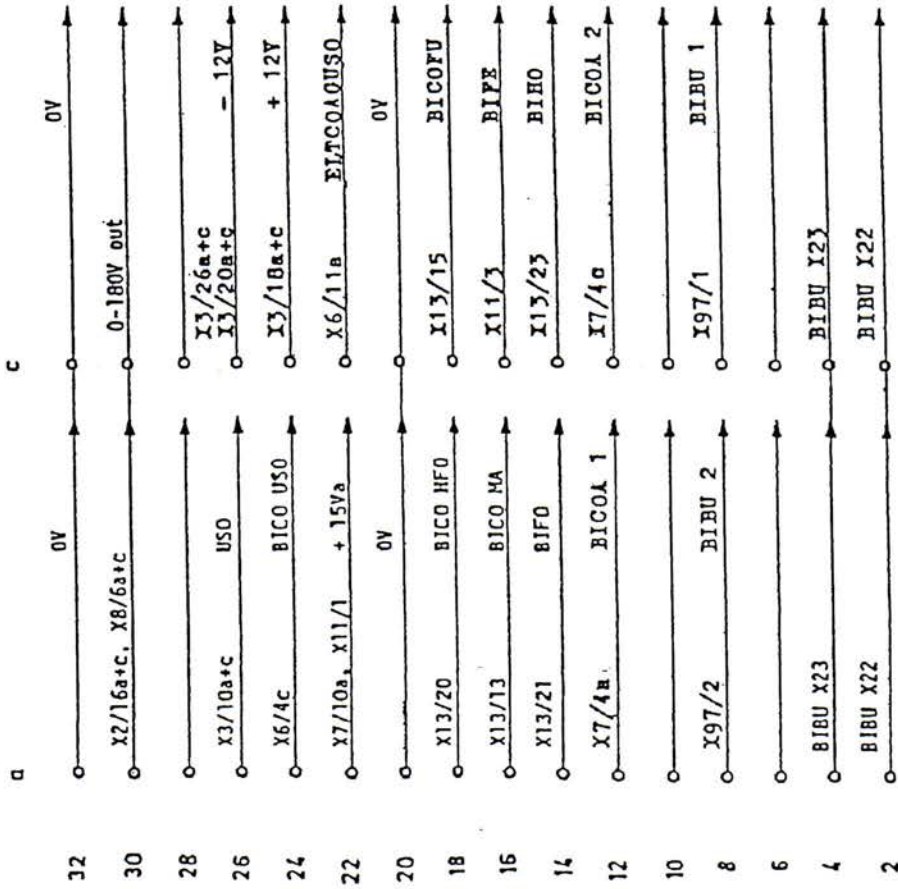 a c
32 0V 0V
30 X2/16a+c, X8/6a+c 0-180V out
28
X3/26a+c
26 X3/10a+c USO X3/20a+c - 12V
24 X6/4c BICO USO X3/18a+c + 12V
22 X7/10a, X11/1 + 15Va X6/11a ELTCOAOUSO
20 0V 0V
18 X13/20 BICO HFO X13/15 BICOFU
16 X13/13 BICO MA X11/3 BIFK
14 X13/21 BIFO X13/23 BIHO
12 X7/4a BICOA 1 X7/4c BICOA 2
10
8 X97/2 BIBU 2 X97/1 BIBU 1
6
4 BIBU X23 BIBU X23
2 BIBU X22 BIBU X22